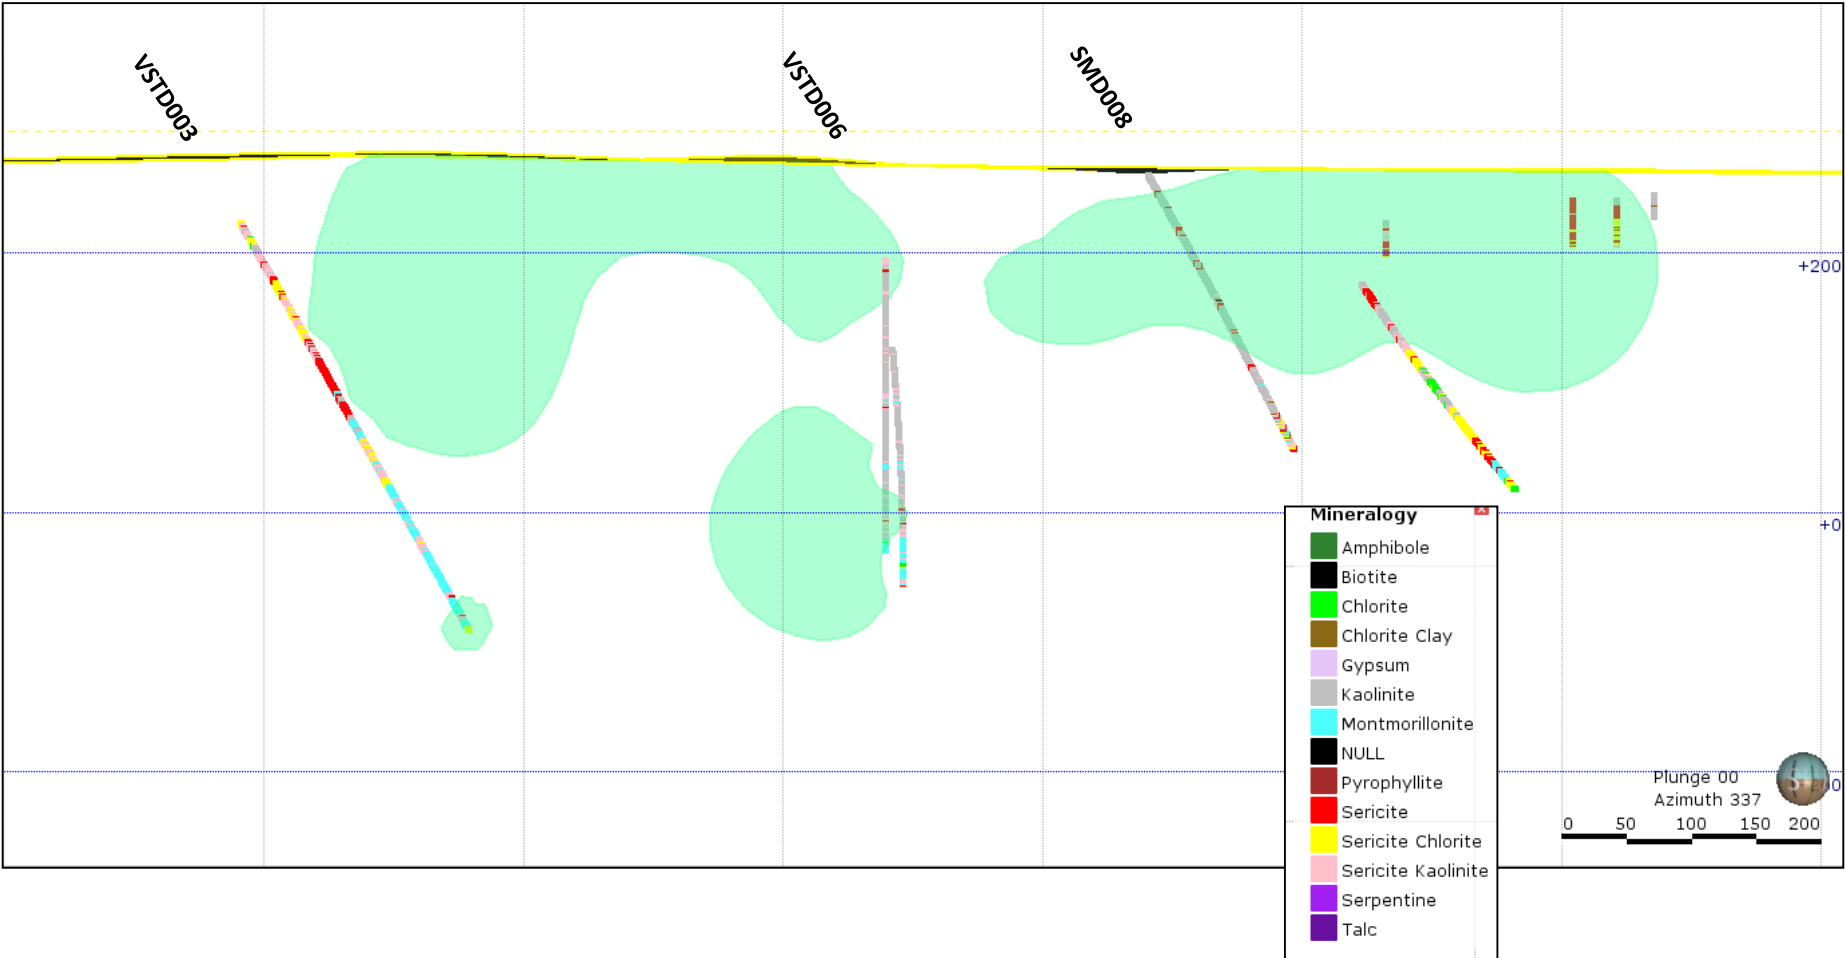 VSTD003
VSTD006
SMD008
+200
+0
Mineralogy
Amphibole
Biotite
Chlorite
Chlorite Clay
Gypsum
Kaolinite
Montmorillonite
NULL
Pyrophyllite
Sericite
Sericite Chlorite
Sericite Kaolinite
Serpentine
Talc
Plunge 00
Azimuth 337
S
0 50 100 150 200